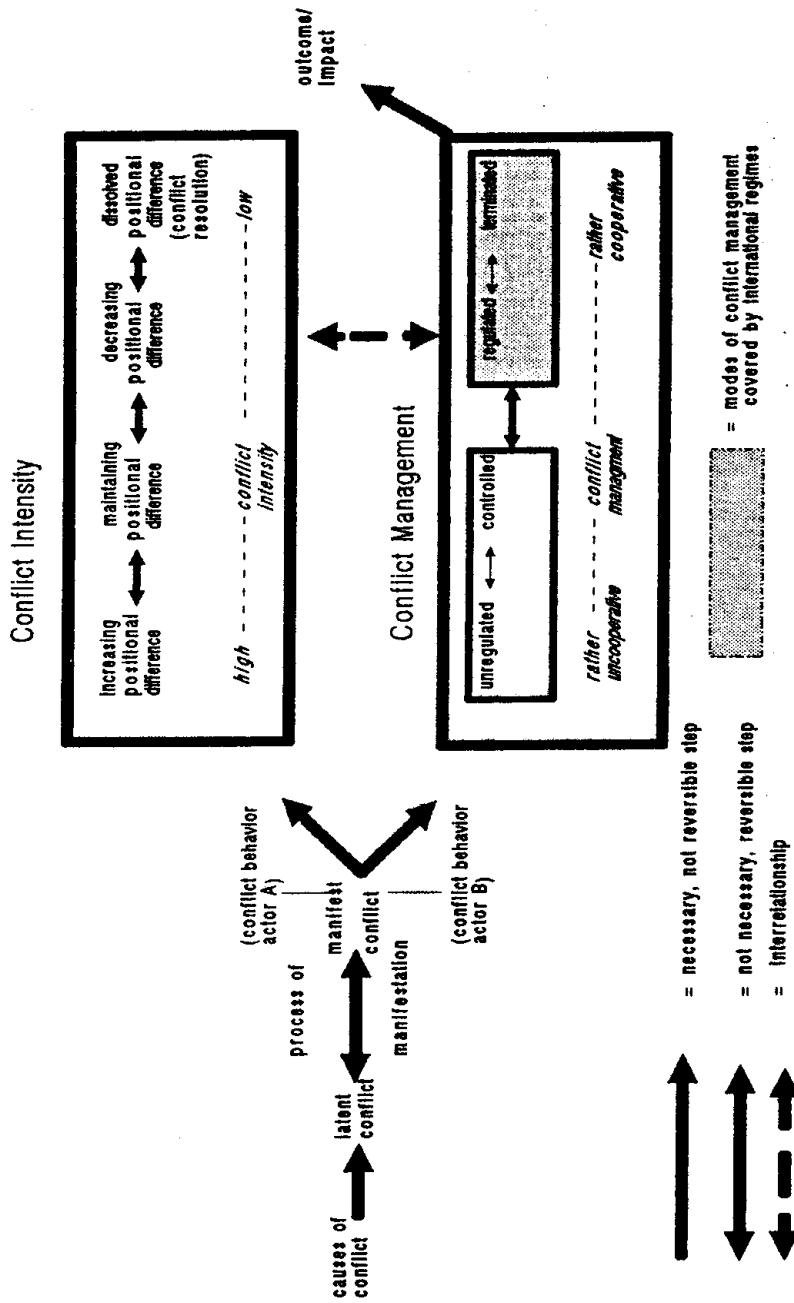 causes of
conflict
latent
conflict
process of
manifestation
(conflict behavior
actor A)
manifest
conflict
(conflict behavior
actor B)
Conflict Intensity
increasing
positional
difference
maintaining
positional
difference
decreasing
positional
difference
dissolved
positional
difference
(conflict
resolution)
high ------- conflict ------- low
intensity
Conflict Management
unregulated
controlled
regulated
terminated
rather ------- conflict ------- rather
uncooperative
managment
cooperative
outcome/
Impact
= necessary, not reversible step
= not necessary, reversible step
= Interrelationship
= modes of conflict management
covered by international regimes